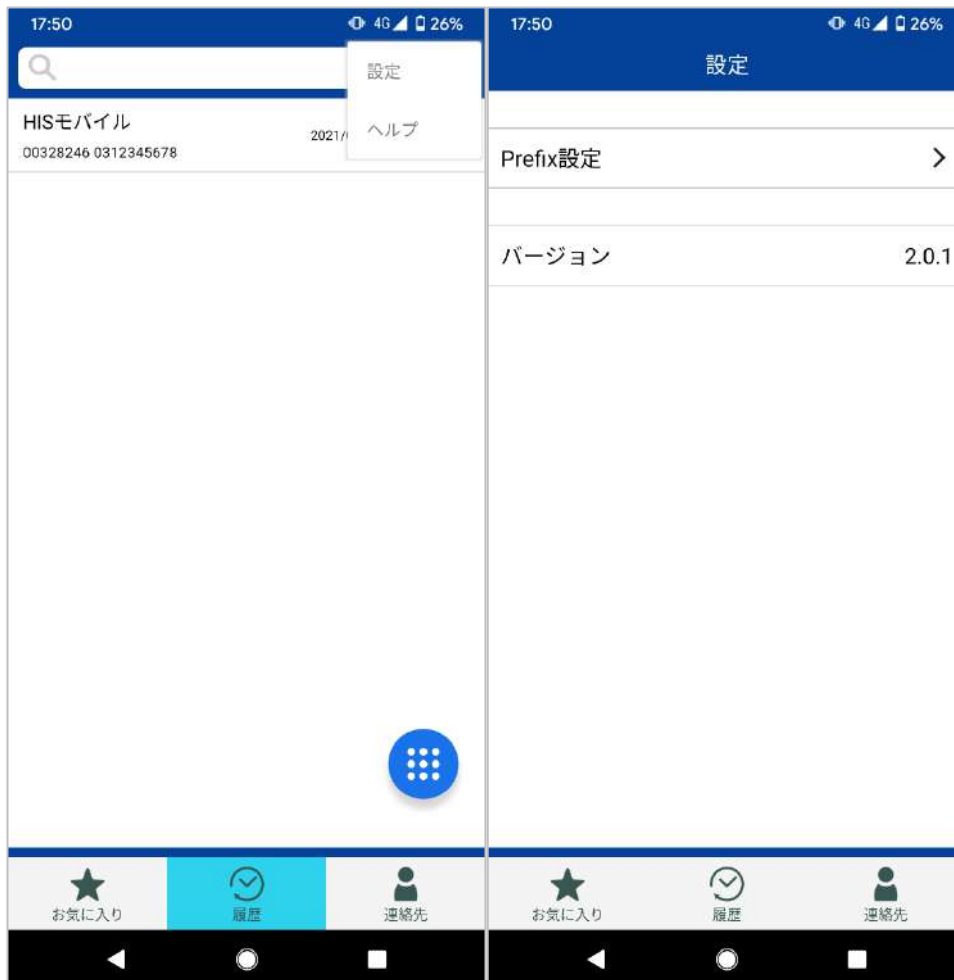 17:50
4G 26%
設定
ヘルプ
HISモバイル
2021/
00328246 0312345678
お気に入り
履歴
連絡先
17:50
4G 26%
設定
Prefix設定
バージョン 2.0.1
お気に入り
履歴
連絡先